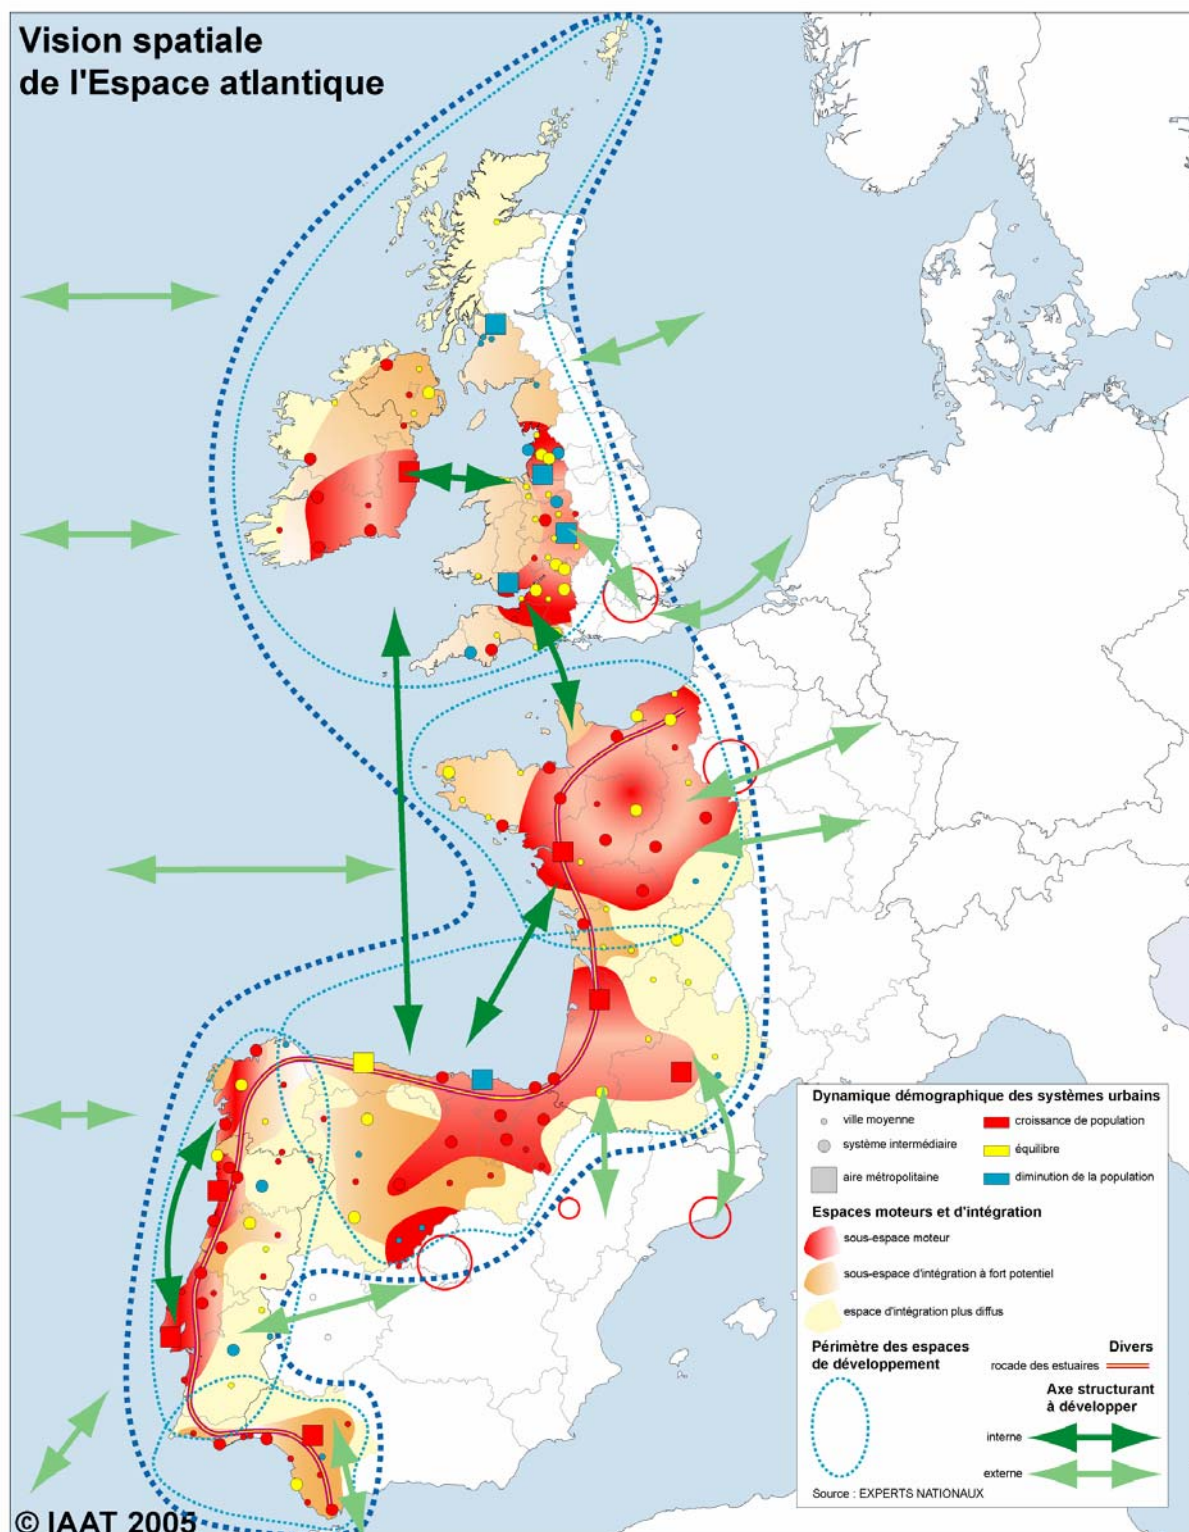 Vision spatiale
de l'Espace atlantique
Dynamique démographique des systèmes urbains
ville moyenne
croissance de population
système intermédiaire
équilibre
aire métropolitaine
diminution de la population
Espaces moteurs et d'intégration
sous-espace moteur
sous-espace d'intégration à fort potentiel
espace d'intégration plus diffus
Périmètre des espaces
de développement
Divers
rocade des estuaires
Axe structurant
à développer
interne
externe
Source : EXPERTS NATIONAUX
© IAAT 2005